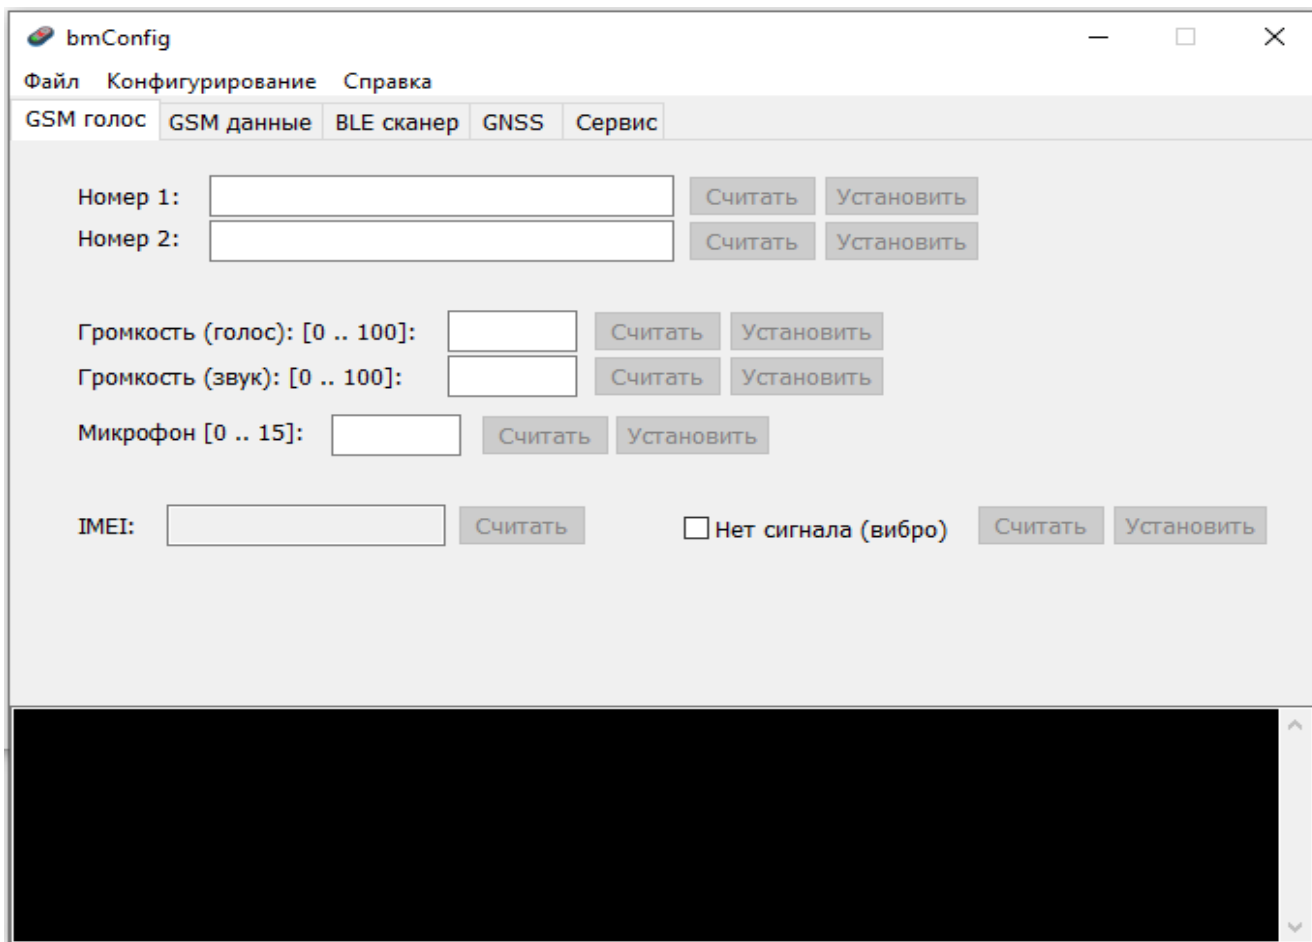 bmConfig
Файл Конфигурирование Справка
GSM голос GSM данные BLE сканер GNSS Сервис
Номер 1: Считать Установить
Номер 2: Считать Установить
Громкость (голос): [0 .. 100]: Считать Установить
Громкость (звук): [0 .. 100]: Считать Установить
Микрофон [0 .. 15]: Считать Установить
IMEI: Считать Нет сигнала (вибро) Считать Установить